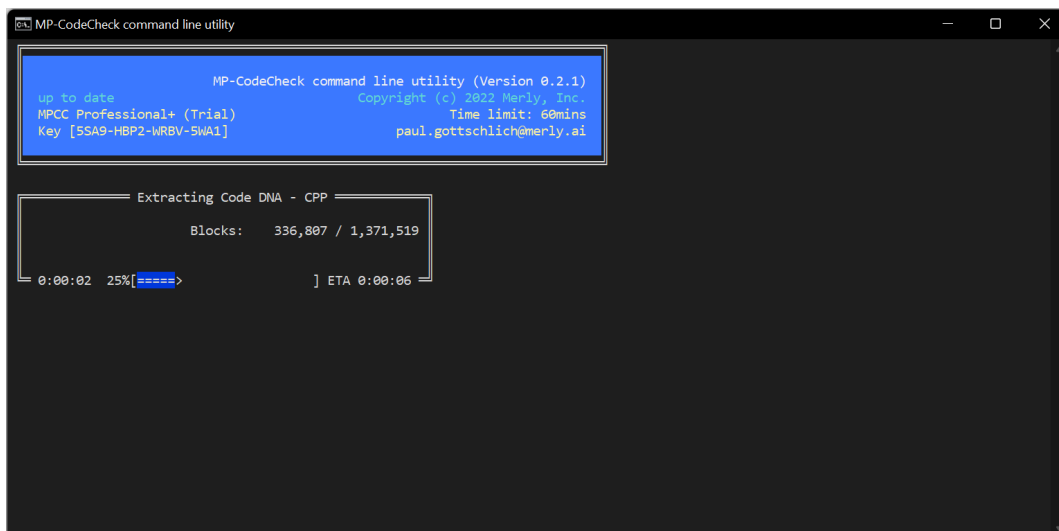 MP-CodeCheck command line utility
MP-CodeCheck command line utility (Version 0.2.1)
up to date Copyright (c) 2022 Merly, Inc.
MPCC Professional+ (Trial) Time limit: 60mins
Key [5SA9-HBP2-WRBV-5WA1] paul.gottschlich@merly.ai
Extracting Code DNA - CPP
Blocks: 336,807 / 1,371,519
0:00:02 25%[=====> ] ETA 0:00:06